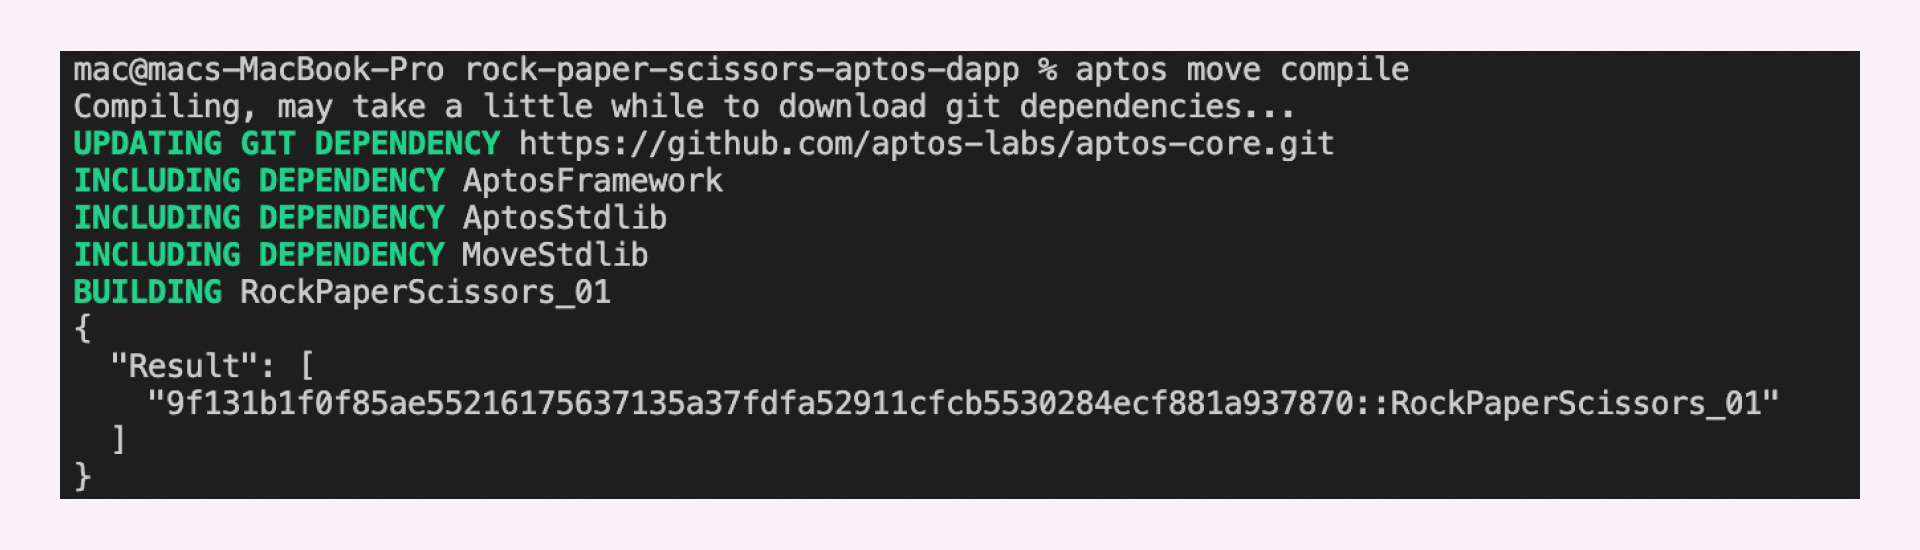 mac@macs-MacBook-Pro rock-paper-scissors-aptos-dapp % aptos move compile
Compiling, may take a little while to download git dependencies...
UPDATING GIT DEPENDENCY https://github.com/aptos-labs/aptos-core.git
INCLUDING DEPENDENCY AptosFramework
INCLUDING DEPENDENCY AptosStdlib
INCLUDING DEPENDENCY MoveStdlib
BUILDING RockPaperScissors_01
{
  "Result": [
    "9f131b1f0f85ae55216175637135a37fdfa52911cfcb5530284ecf881a937870::RockPaperScissors_01"
  ]
}